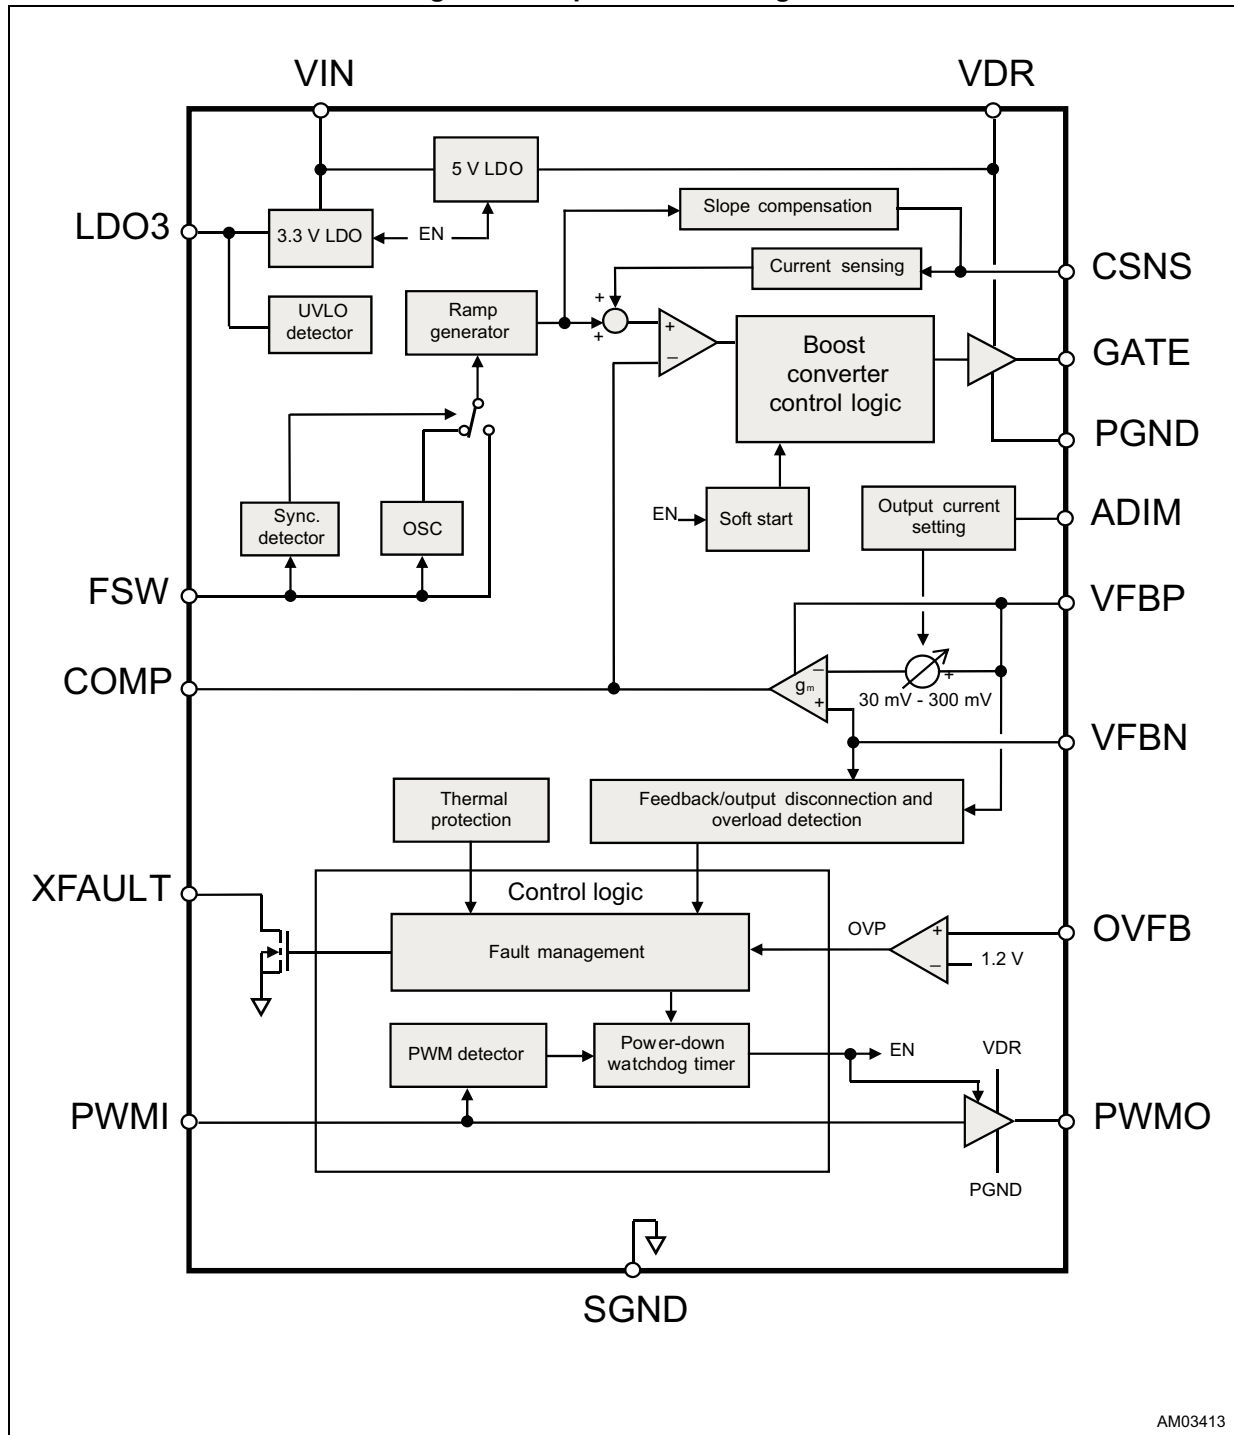 VIN
VDR
5 V LDO
LDO3
3.3 V LDO
EN
Slope compensation
Current sensing
CSNS
UVLO
detector
Ramp
generator
+
+
+
–
Boost
converter
control logic
GATE
PGND
Sync.
detector
OSC
EN
Soft start
Output current
setting
ADIM
FSW
VFBP
COMP
gm
–
+
+
30 mV - 300 mV
VFBN
Thermal
protection
Feedback/output disconnection and
overload detection
XFAULT
Control logic
Fault management
OVP
+
–
1.2 V
OVFB
PWM detector
Power-down
watchdog timer
EN
VDR
PWMI
PWMO
PGND
SGND
AM03413